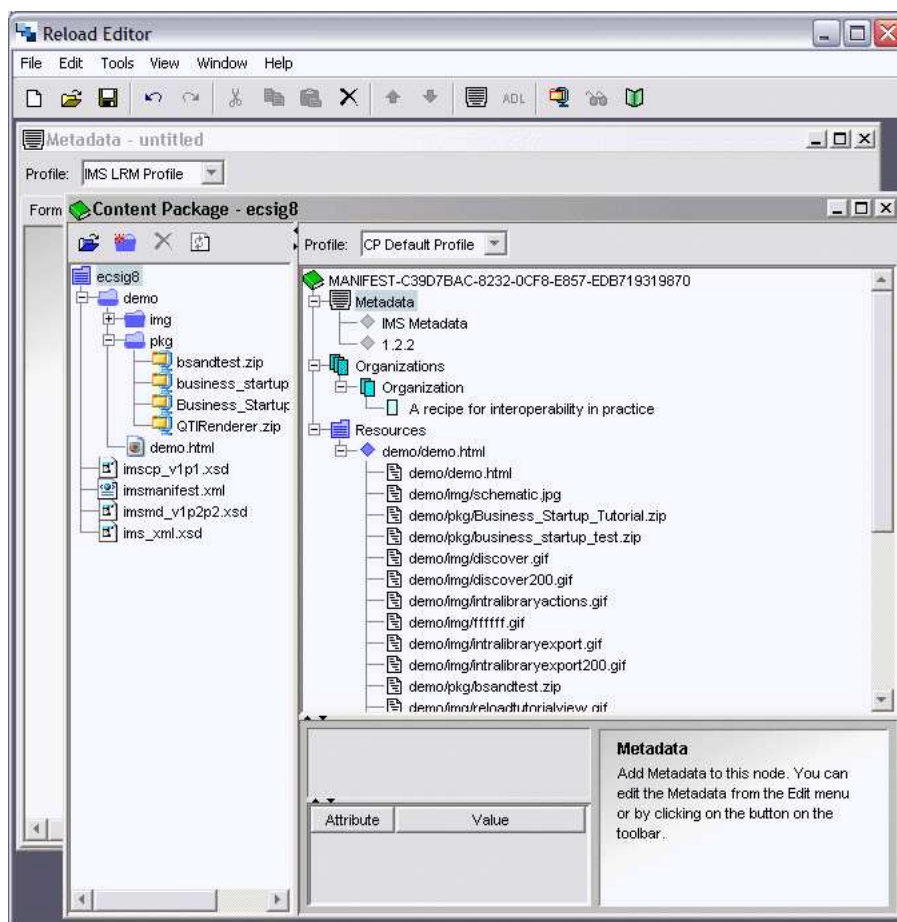 Reload Editor
File Edit Tools View Window Help
ADL
Metadata - untitled
Profile: IMS LRM Profile
Form
Content Package - ecsig8
Profile: CP Default Profile
ecsig8
demo
img
pkg
bsandtest.zip
business_startup
Business_Startup
QTIRenderer.zip
demo.html
imscp_v1p1.xsd
imsmanifest.xml
imsmd_v1p2p2.xsd
ims_xml.xsd
MANIFEST-C39D7BAC-8232-0CF8-E857-EDB719319870
Metadata
IMS Metadata
1.2.2
Organizations
Organization
A recipe for interoperability in practice
Resources
demo/demo.html
demo/demo.html
demo/img/schematic.jpg
demo/pkg/Business_Startup_Tutorial.zip
demo/pkg/business_startup_test.zip
demo/img/discover.gif
demo/img/discover200.gif
demo/img/intralibraryactions.gif
demo/img/ffffff.gif
demo/img/intralibraryexport.gif
demo/img/intralibraryexport200.gif
demo/pkg/bsandtest.zip
demo/img/reloadtutorialview.gif
Attribute Value
Metadata
Add Metadata to this node. You can
edit the Metadata from the Edit menu
or by clicking on the button on the
toolbar.